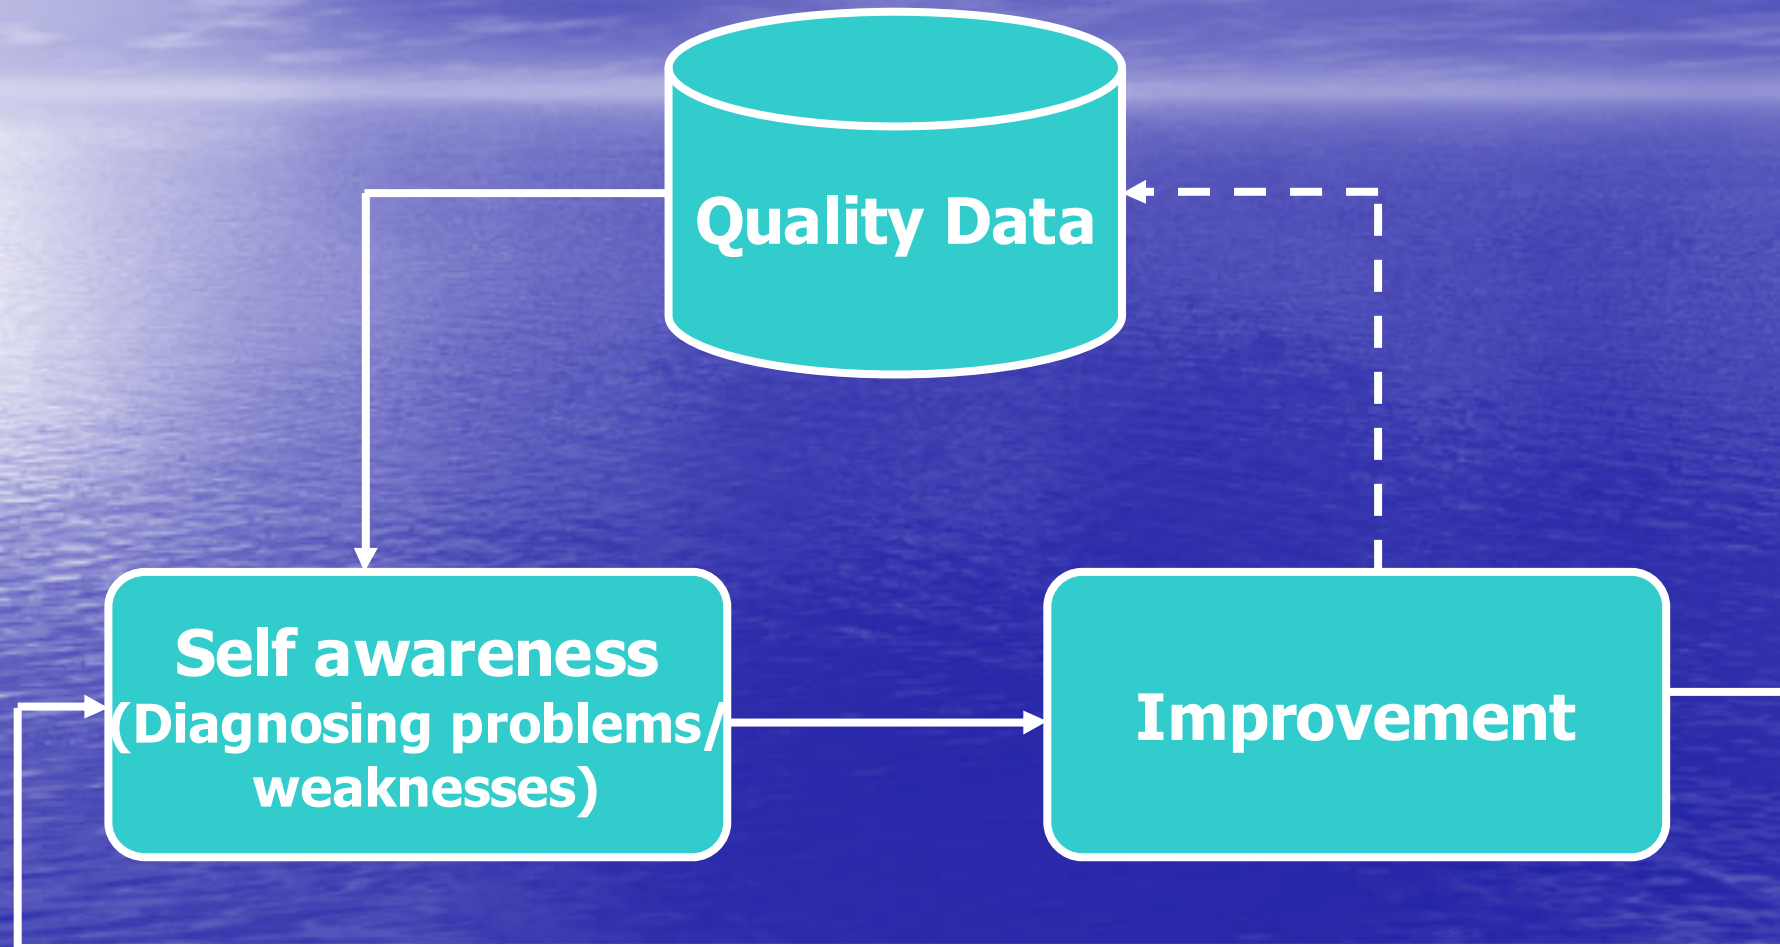 Quality Data
Self awareness
(Diagnosing problems/
weaknesses)
Improvement